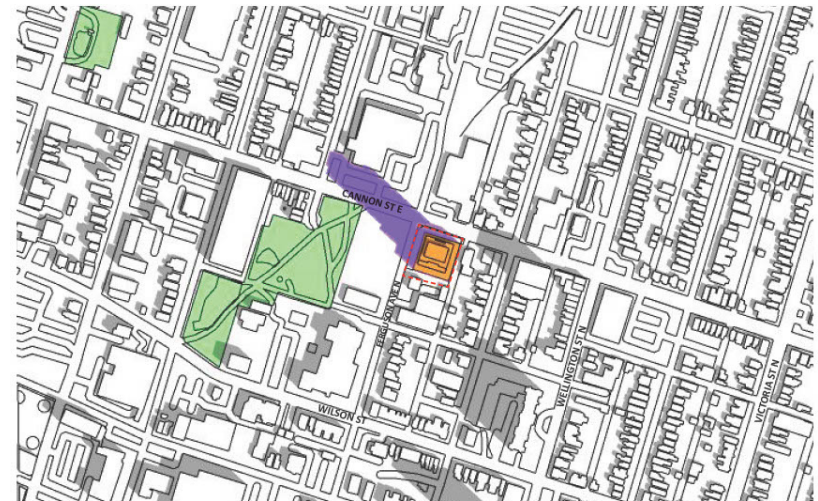 CANNON ST E
FERGUSON AVE N
WELLINGTON ST N
VICTORIA ST N
WILSON ST